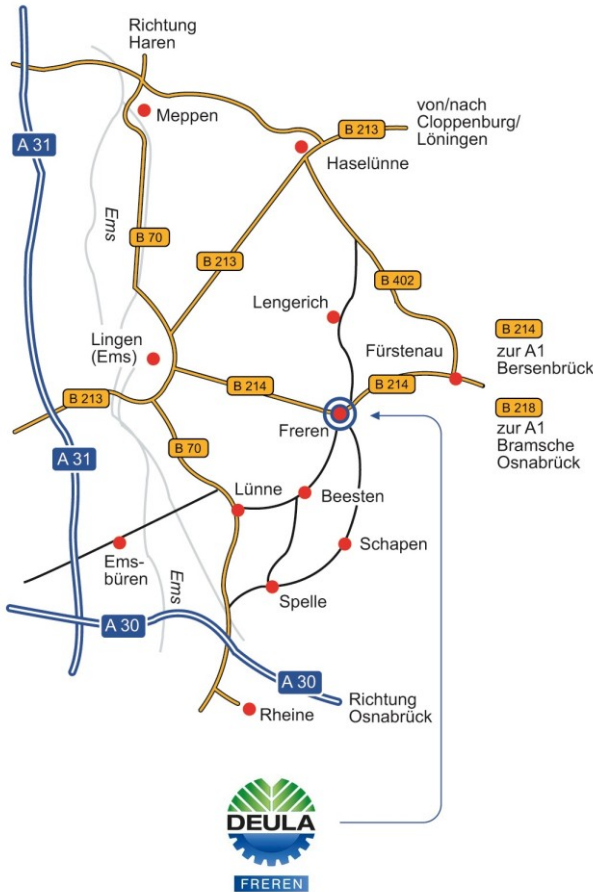 Richtung
Haren
von/nach
Cloppenburg/
Löningen
B 213
Meppen
A 31
Haselünne
Ems
B 70
B 213
B 402
Lengerich
B 214
zur A1
Bersenbrück
Lingen
(Ems)
Fürstenau
B 214
B 214
B 213
B 218
zur A1
Bramsche
Osnabrück
Freren
B 70
A 31
Lünne
Beesten
Schapen
Ems-
büren
Ems
Spelle
A 30
A 30
Richtung
Osnabrück
Rheine
DEULA
FREREN